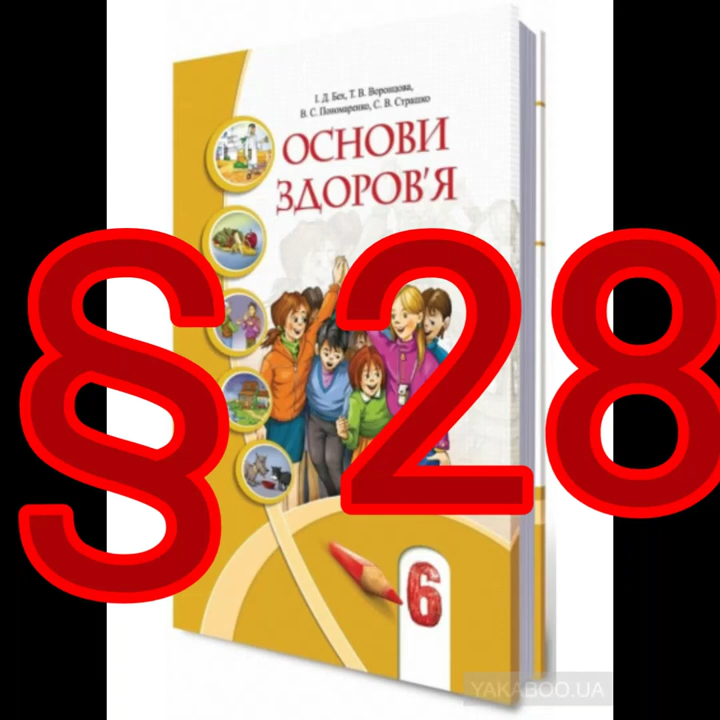 І. Д. Бех, Т. В. Воронцова,
В. С. Пономаренко, С. В. Страшко
ОСНОВИ
ЗДОРОВ'Я
§ 28
6
YAKABOO.UA